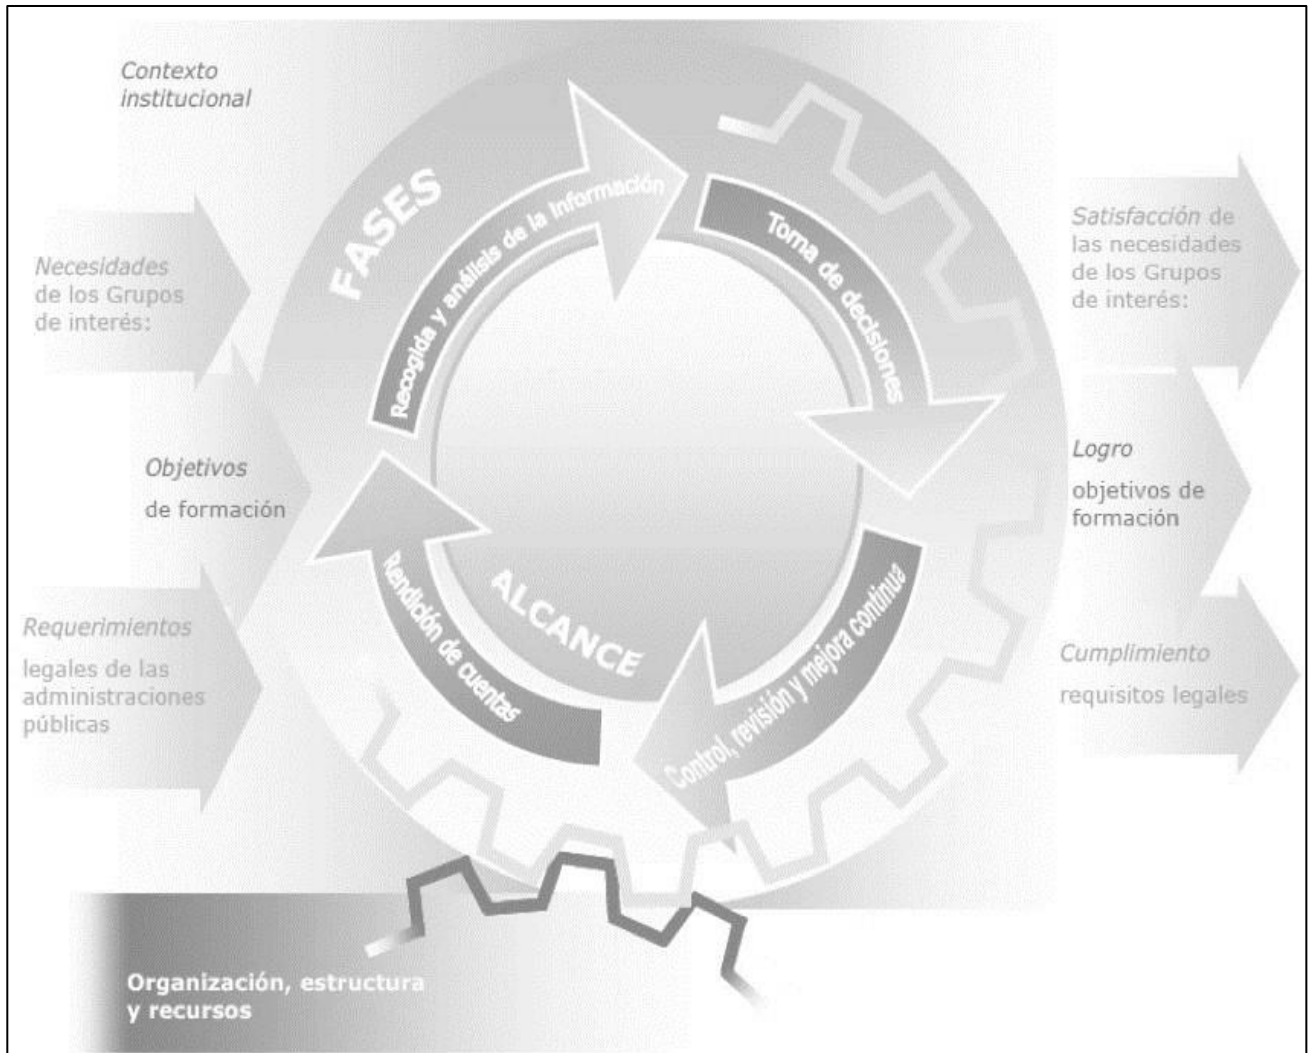 Contexto
institucional
FASES
Recogida y análisis de la información
Toma de decisiones
Control, revisión y mejora continua
Rendición de cuentas
ALCANCE
Necesidades
de los Grupos
de interés:
Objetivos
de formación
Requerimientos
legales de las
administraciones
públicas
Satisfacción de
las necesidades
de los Grupos
de interés:
Logro
objetivos de
formación
Cumplimiento
requisitos legales
Organización, estructura
y recursos